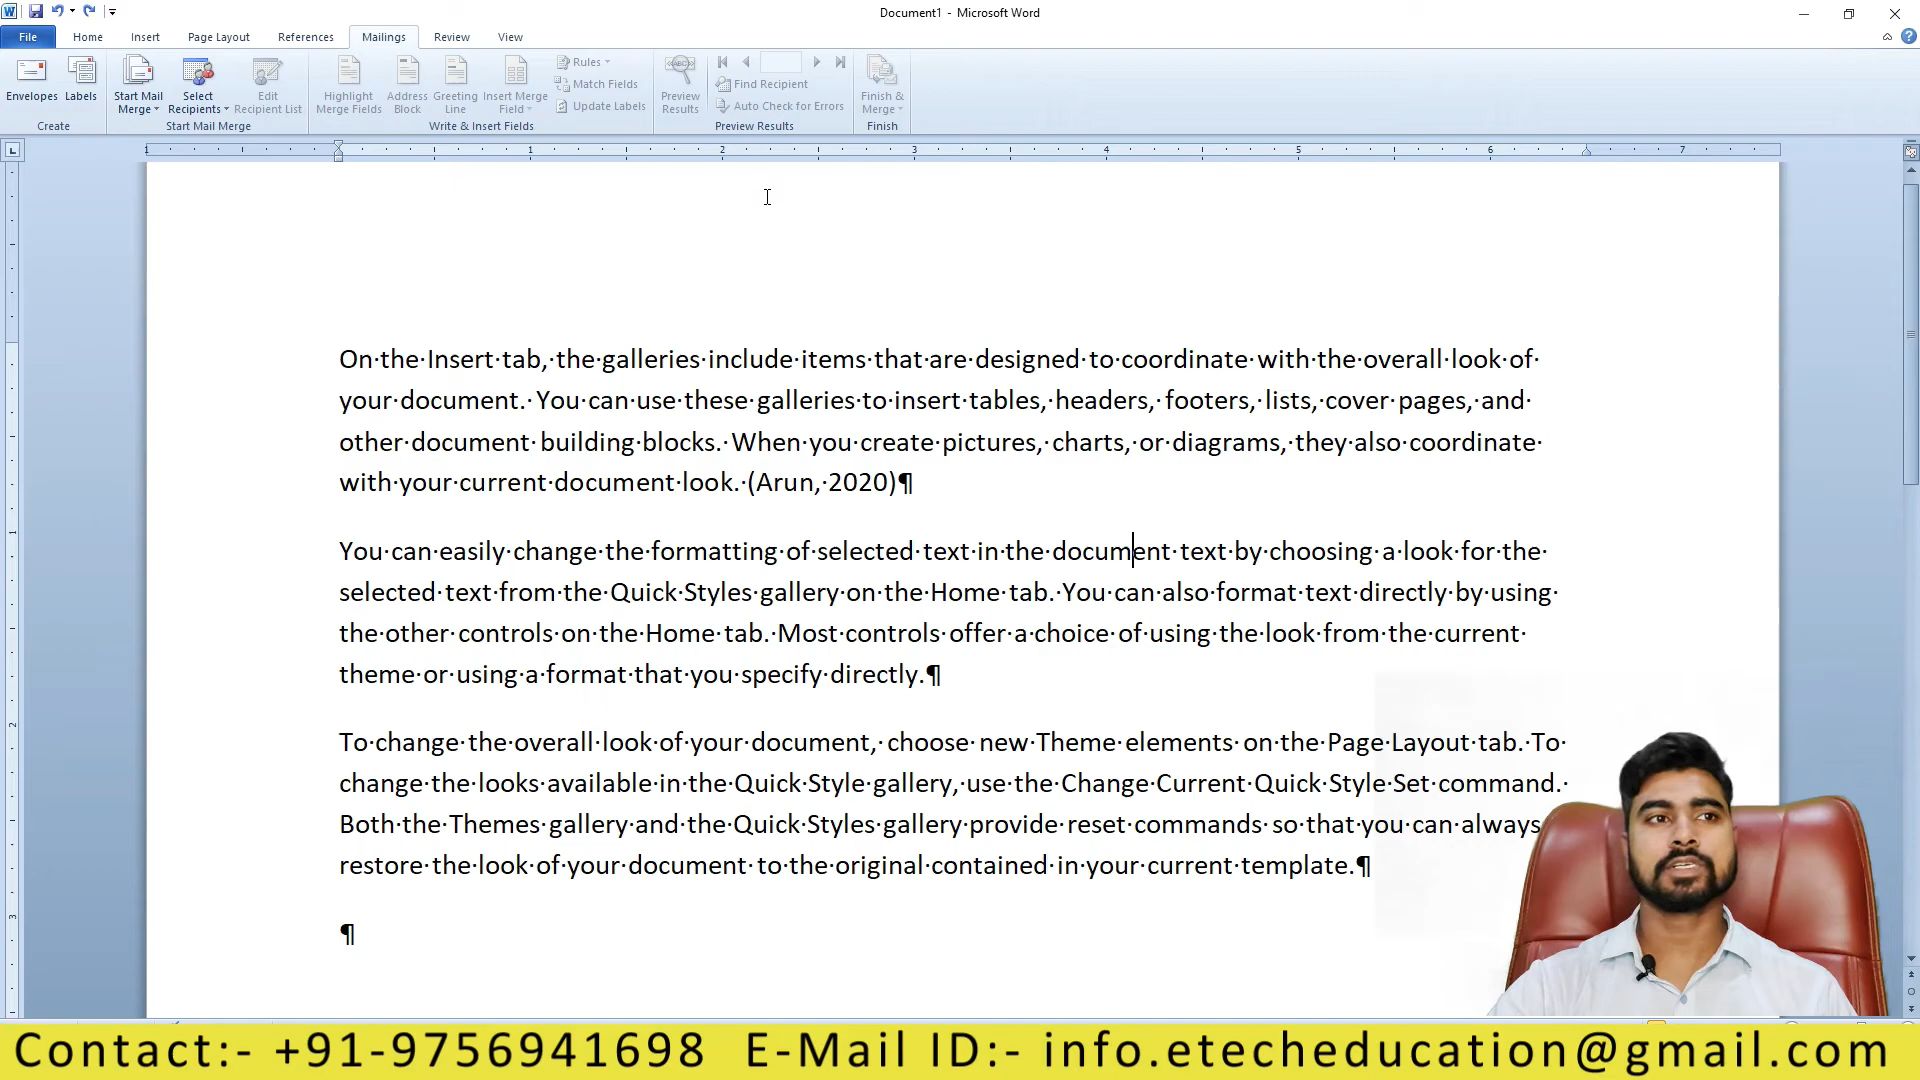 Document1 - Microsoft Word
File Home Insert Page Layout References Mailings Review View
Envelopes Labels
Create
Start Mail Merge
Select Recipients
Edit Recipient List
Start Mail Merge
Highlight Merge Fields
Address Block
Greeting Line
Insert Merge Field
Rules
Match Fields
Update Labels
Write & Insert Fields
ABC
Preview Results
Find Recipient
Auto Check for Errors
Preview Results
Finish & Merge
Finish
1 1 2 3 4 5 6 7
On·the·Insert·tab,·the·galleries·include·items·that·are·designed·to·coordinate·with·the·overall·look·of·
your·document.·You·can·use·these·galleries·to·insert·tables,·headers,·footers,·lists,·cover·pages,·and·
other·document·building·blocks.·When·you·create·pictures,·charts,·or·diagrams,·they·also·coordinate·
with·your·current·document·look.·(Arun,·2020)¶
You·can·easily·change·the·formatting·of·selected·text·in·the·document·text·by·choosing·a·look·for·the·
selected·text·from·the·Quick·Styles·gallery·on·the·Home·tab.·You·can·also·format·text·directly·by·using·
the·other·controls·on·the·Home·tab.·Most·controls·offer·a·choice·of·using·the·look·from·the·current·
theme·or·using·a·format·that·you·specify·directly.¶
To·change·the·overall·look·of·your·document,·choose·new·Theme·elements·on·the·Page·Layout·tab.·To·
change·the·looks·available·in·the·Quick·Style·gallery,·use·the·Change·Current·Quick·Style·Set·command.·
Both·the·Themes·gallery·and·the·Quick·Styles·gallery·provide·reset·commands·so·that·you·can·always·
restore·the·look·of·your·document·to·the·original·contained·in·your·current·template.¶
¶
1
2
3
Contact:- +91-9756941698 E-Mail ID:- info.etecheducation@gmail.com